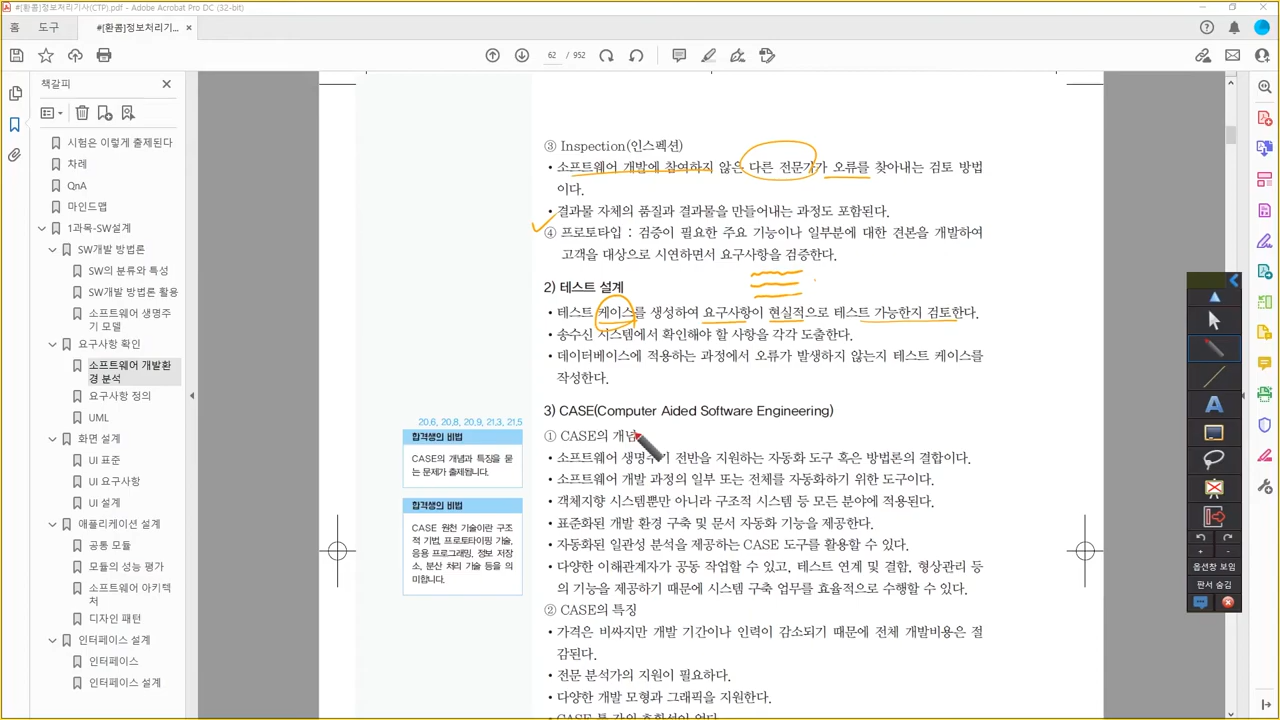 #[환콤]정보처리기사(CTP).pdf - Adobe Acrobat Pro DC (32-bit)
홈
도구
#[환콤]정보처리기... ×
62 / 952
책갈피
시험은 이렇게 출제된다
차례
QnA
마인드맵
1과목-SW설계
SW개발 방법론
SW의 분류와 특성
SW개발 방법론 활용
소프트웨어 생명주
기 모델
요구사항 확인
소프트웨어 개발환
경 분석
요구사항 정의
UML
화면 설계
UI 표준
UI 요구사항
UI 설계
애플리케이션 설계
공통 모듈
모듈의 성능 평가
소프트웨어 아키텍
처
디자인 패턴
인터페이스 설계
인터페이스
인터페이스 설계
③ Inspection(인스펙션)
• 소프트웨어 개발에 참여하지 않은 다른 전문가가 오류를 찾아내는 검토 방법
이다.
• 결과물 자체의 품질과 결과물을 만들어내는 과정도 포함된다.
④ 프로토타입 : 검증이 필요한 주요 기능이나 일부분에 대한 견본을 개발하여
고객을 대상으로 시연하면서 요구사항을 검증한다.
2) 테스트 설계
• 테스트 케이스를 생성하여 요구사항이 현실적으로 테스트 가능한지 검토한다.
• 송수신 시스템에서 확인해야 할 사항을 각각 도출한다.
• 데이터베이스에 적용하는 과정에서 오류가 발생하지 않는지 테스트 케이스를
작성한다.
3) CASE(Computer Aided Software Engineering)
① CASE의 개념
• 소프트웨어 생명주기 전반을 지원하는 자동화 도구 혹은 방법론의 결합이다.
• 소프트웨어 개발 과정의 일부 또는 전체를 자동화하기 위한 도구이다.
• 객체지향 시스템뿐만 아니라 구조적 시스템 등 모든 분야에 적용된다.
• 표준화된 개발 환경 구축 및 문서 자동화 기능을 제공한다.
• 자동화된 일관성 분석을 제공하는 CASE 도구를 활용할 수 있다.
• 다양한 이해관계자가 공동 작업할 수 있고, 테스트 연계 및 결함, 형상관리 등
의 기능을 제공하기 때문에 시스템 구축 업무를 효율적으로 수행할 수 있다.
② CASE의 특징
• 가격은 비싸지만 개발 기간이나 인력이 감소되기 때문에 전체 개발비용은 절
감된다.
• 전문 분석가의 지원이 필요하다.
• 다양한 개발 모형과 그래픽을 지원한다.
20.6, 20.8, 20.9, 21.3, 21.5
합격생의 비법
CASE의 개념과 특징을 묻
는 문제가 출제됩니다.
합격생의 비법
CASE 원천 기술이란 구조
적 기법, 프로토타이핑 기술,
응용 프로그래밍, 정보 저장
소, 분산 처리 기술 등을 의
미합니다.
A
옵션창 보임
판서 숨김